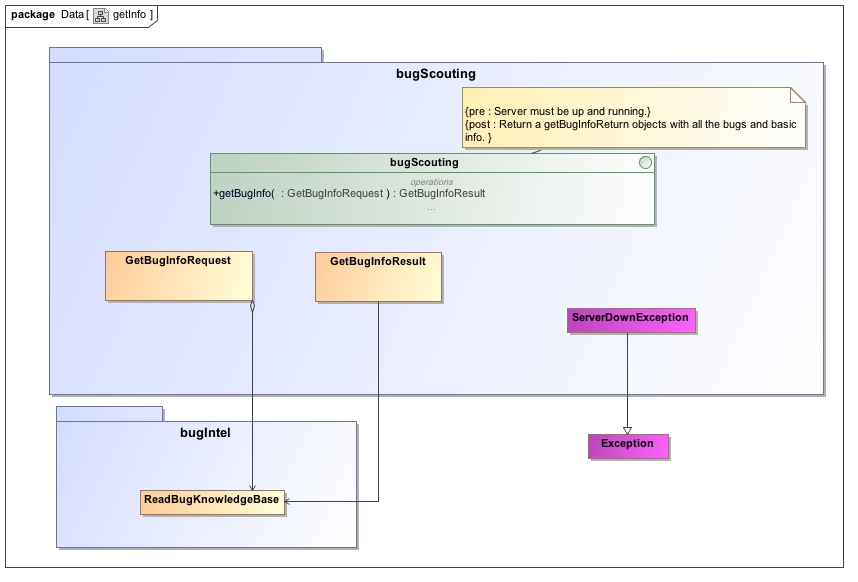 package Data [ getInfo ]
bugScouting
{pre : Server must be up and running.}
{post : Return a getBugInfoReturn objects with all the bugs and basic
info. }
bugScouting
operations
+getBugInfo( : GetBugInfoRequest ) : GetBugInfoResult
...
GetBugInfoRequest
GetBugInfoResult
ServerDownException
bugIntel
Exception
ReadBugKnowledgeBase